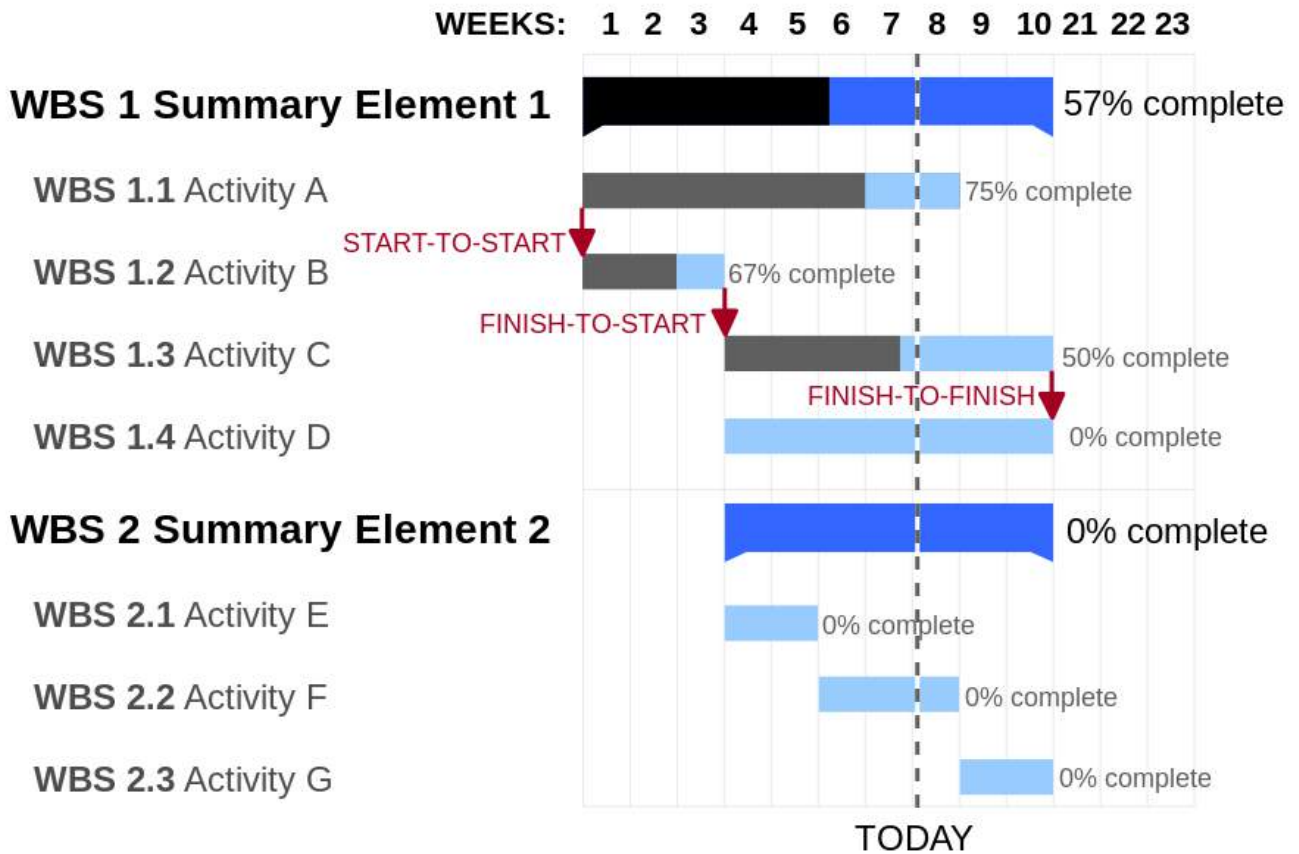 WEEKS: 1 2 3 4 5 6 7 8 9 10 21 22 23
WBS 1 Summary Element 1 57% complete
WBS 1.1 Activity A 75% complete
START-TO-START
WBS 1.2 Activity B 67% complete
FINISH-TO-START
WBS 1.3 Activity C 50% complete
FINISH-TO-FINISH
WBS 1.4 Activity D 0% complete
WBS 2 Summary Element 2 0% complete
WBS 2.1 Activity E 0% complete
WBS 2.2 Activity F 0% complete
WBS 2.3 Activity G 0% complete
TODAY